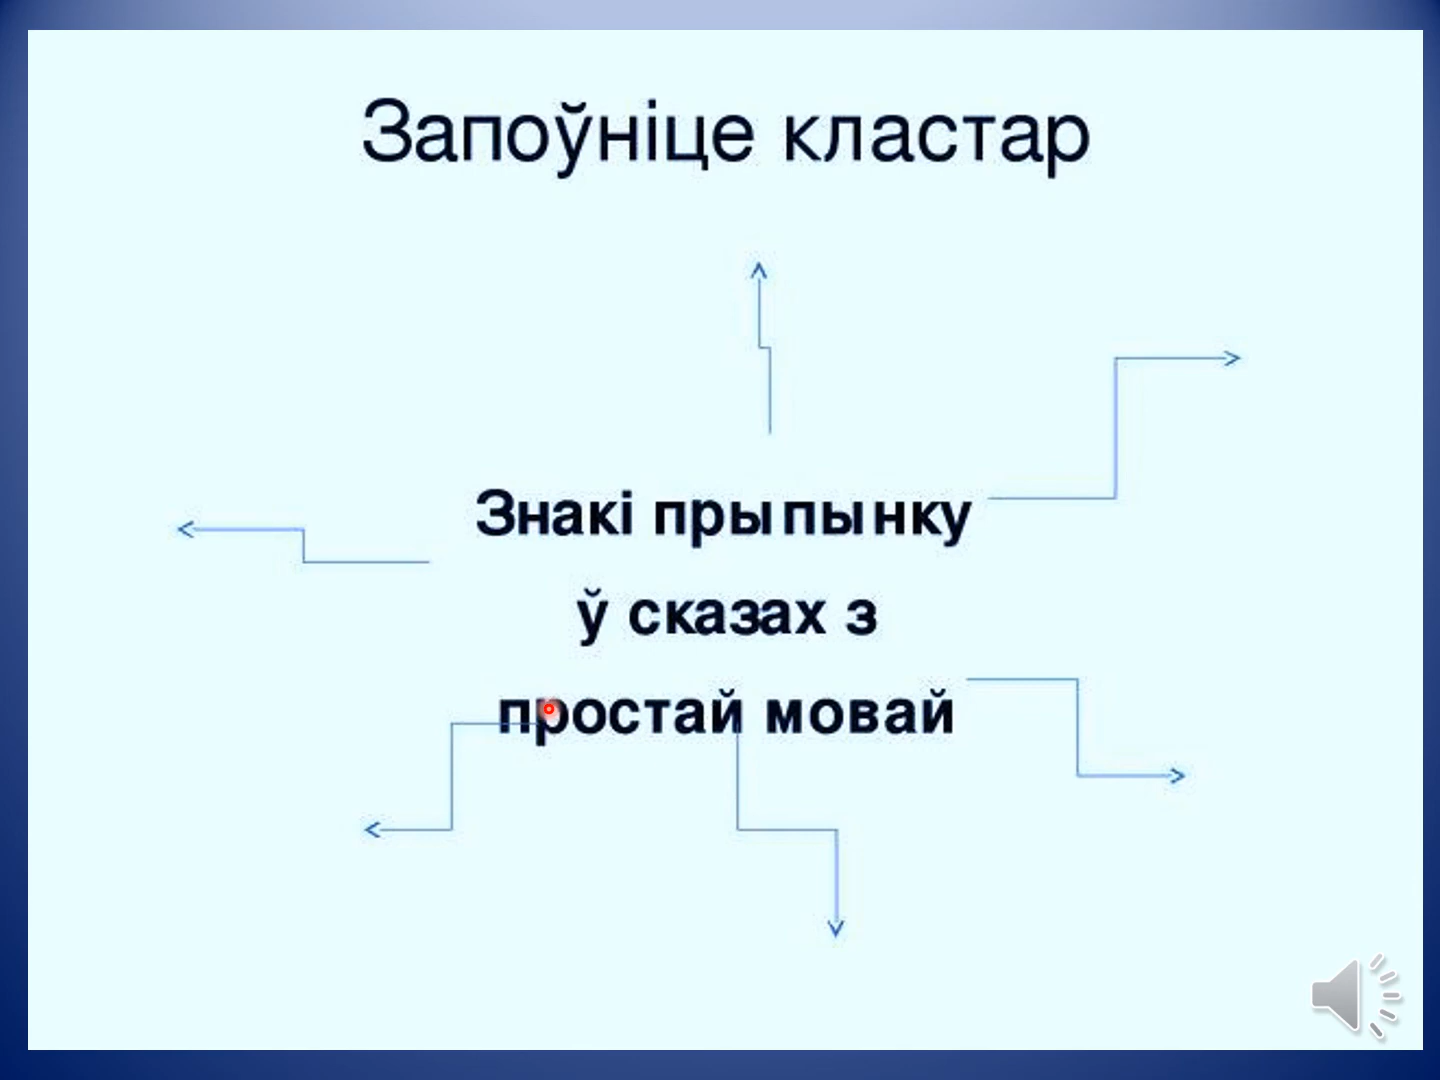 Запоўніце кластар
Знакі прыпынку
ў сказах з
простай мовай